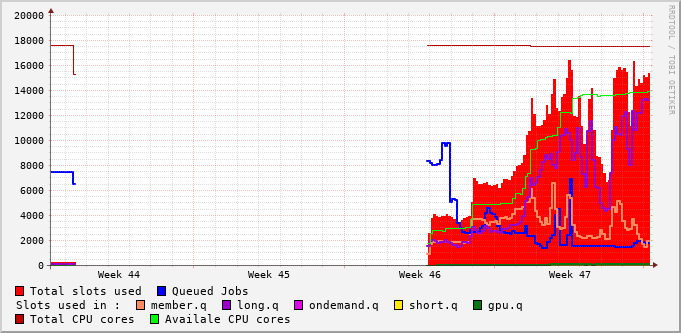 RRDTOOL / TOBI OETIKER
20000
18000
16000
14000
12000
10000
8000
6000
4000
2000
0
Week 44 Week 45 Week 46 Week 47
Total slots used Queued Jobs
Slots used in : member.q long.q ondemand.q short.q gpu.q
Total CPU cores Availale CPU cores